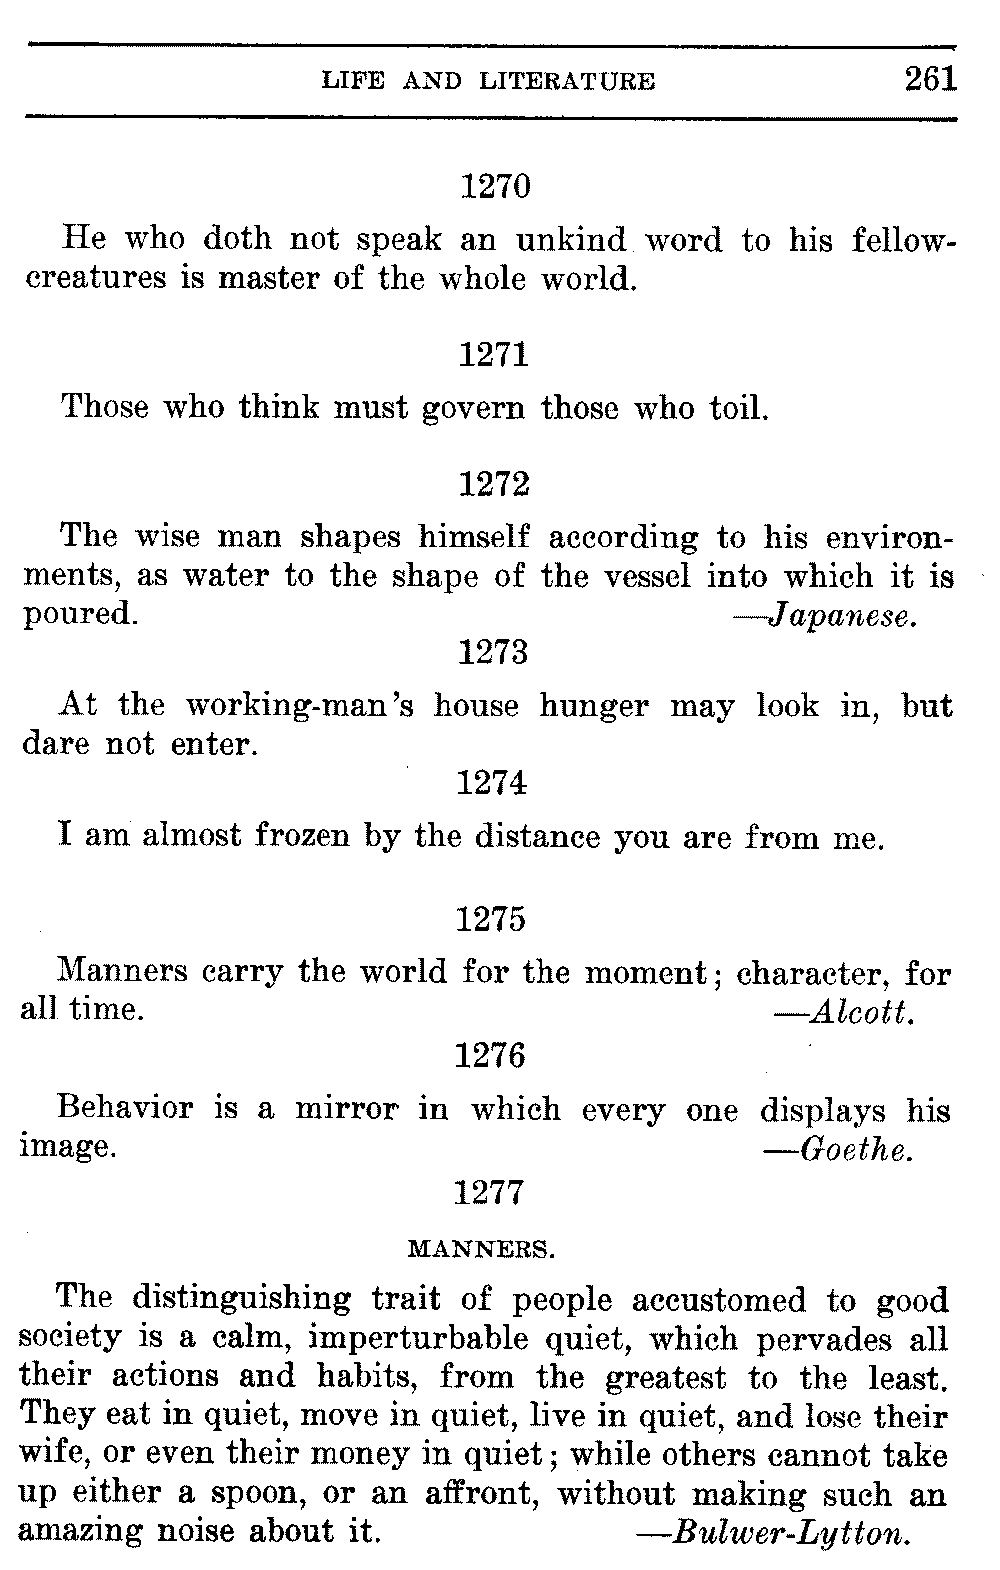 LIFE AND LITERATURE 261
1270
He who doth not speak an unkind word to his fellow-
creatures is master of the whole world.
1271
Those who think must govern those who toil.
1272
The wise man shapes himself according to his environ-
ments, as water to the shape of the vessel into which it is
poured. —Japanese.
1273
At the working-man's house hunger may look in, but
dare not enter.
1274
I am almost frozen by the distance you are from me.
1275
Manners carry the world for the moment; character, for
all time. —Alcott.
1276
Behavior is a mirror in which every one displays his
image. —Goethe.
1277
MANNERS.
The distinguishing trait of people accustomed to good
society is a calm, imperturbable quiet, which pervades all
their actions and habits, from the greatest to the least.
They eat in quiet, move in quiet, live in quiet, and lose their
wife, or even their money in quiet; while others cannot take
up either a spoon, or an affront, without making such an
amazing noise about it. —Bulwer-Lytton.